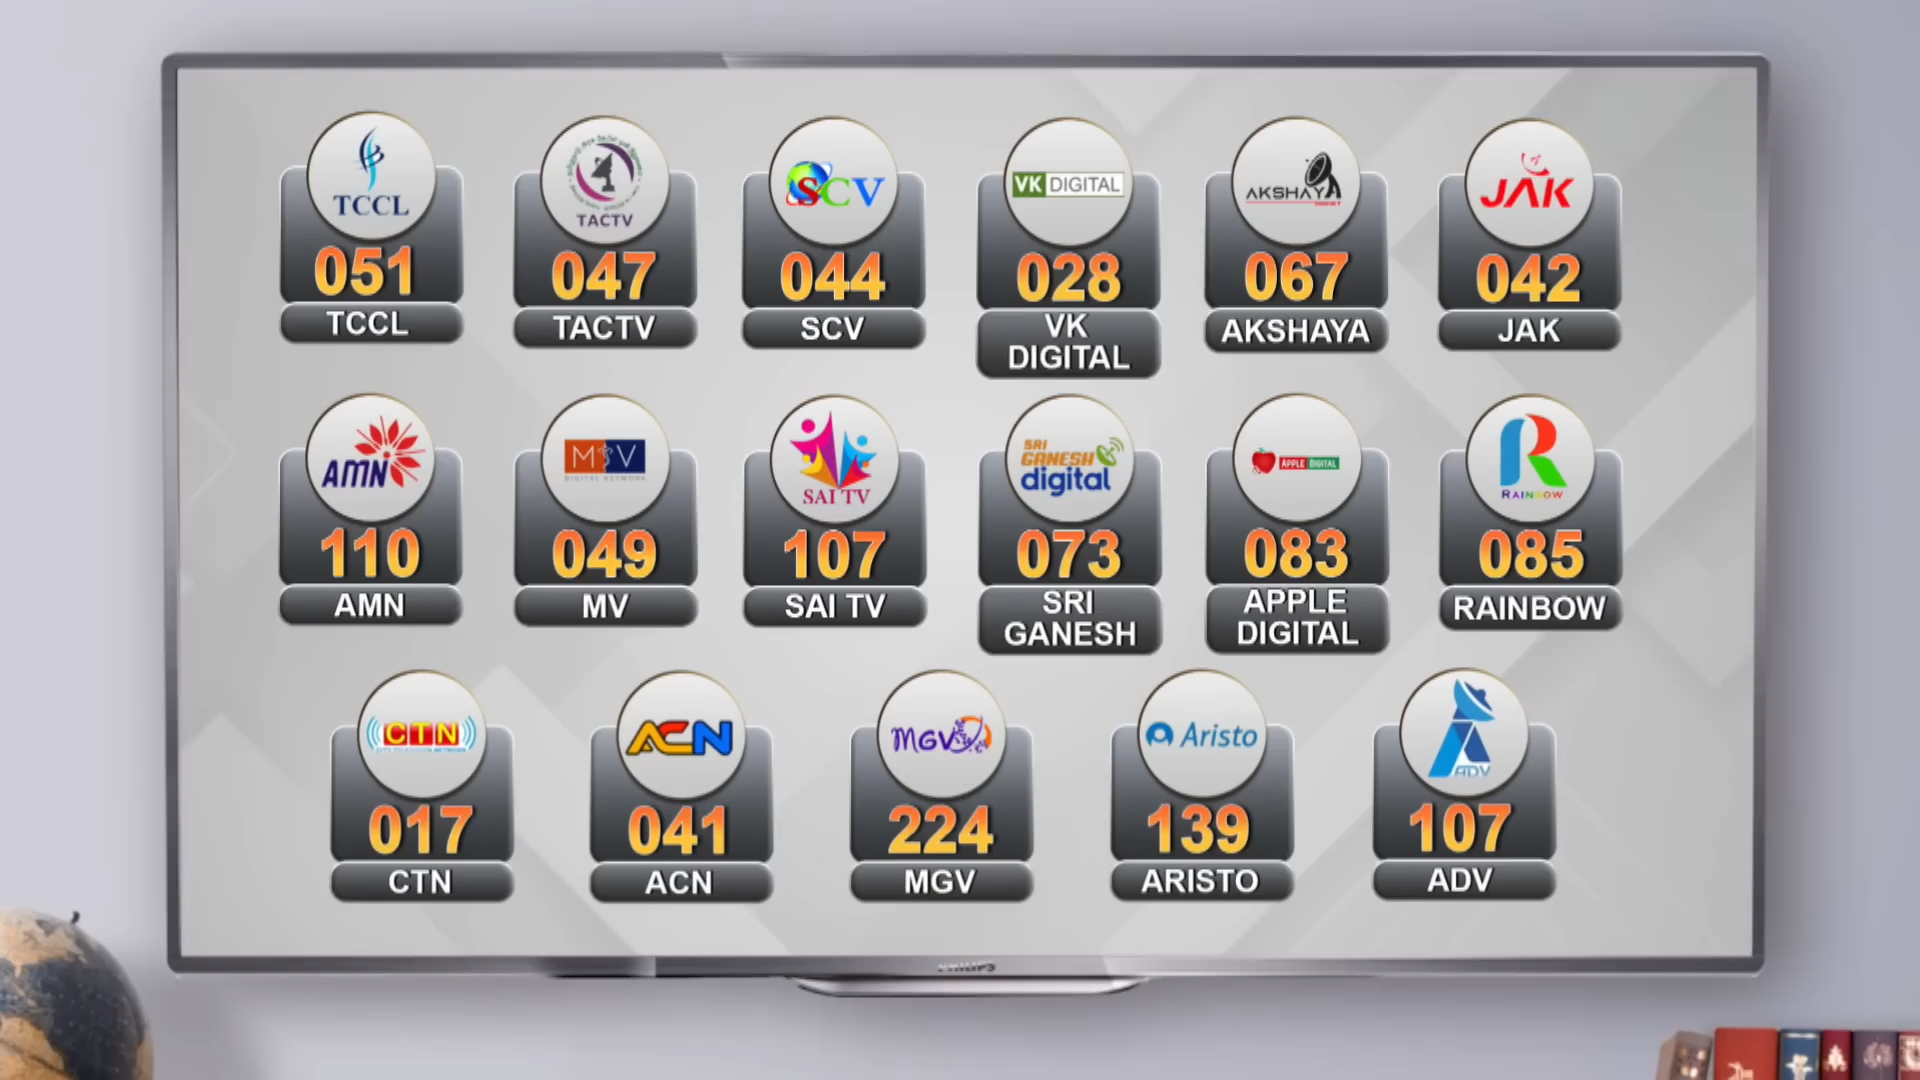 TCCL
TACTV
SCV
VK DIGITAL
AKSHAYA
JAK
051
047
044
028
067
042
TCCL
TACTV
SCV
VK
DIGITAL
AKSHAYA
JAK
AMN
MV
DIGITAL NETWORK
SAI TV
SRI
GANESH
digital
APPLE DIGITAL
RAINBOW
110
049
107
073
083
085
AMN
MV
SAI TV
SRI
GANESH
APPLE
DIGITAL
RAINBOW
CTN
ACN
MGV
Aristo
ADV
017
041
224
139
107
CTN
ACN
MGV
ARISTO
ADV
PHILIPS